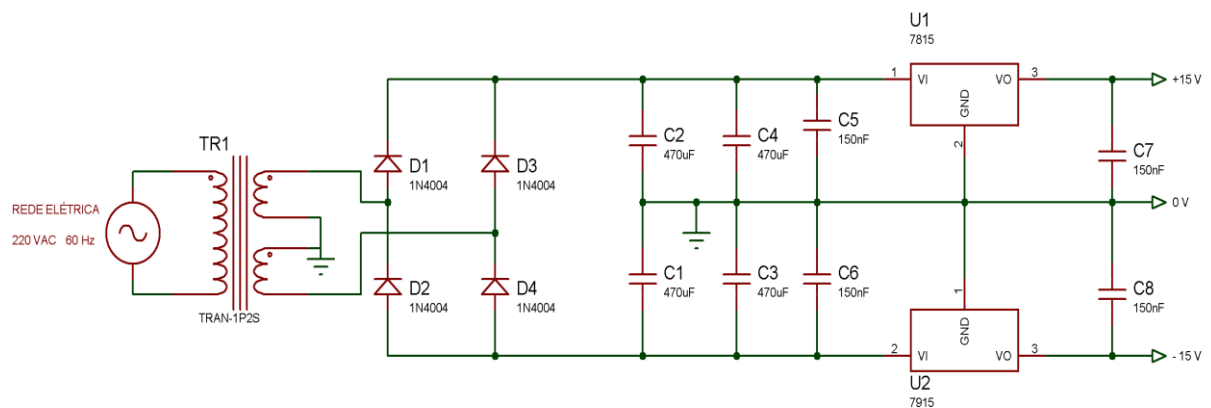 U1
7815
1
VI
VO
3
+15 V
GND
2
TR1
D1
1N4004
D3
1N4004
C2
470uF
C4
470uF
C5
150nF
C7
150nF
REDE ELÉTRICA
220 VAC 60 Hz
0 V
D2
1N4004
D4
1N4004
C1
470uF
C3
470uF
C6
150nF
C8
150nF
TRAN-1P2S
1
GND
2
VI
VO
3
- 15 V
U2
7915